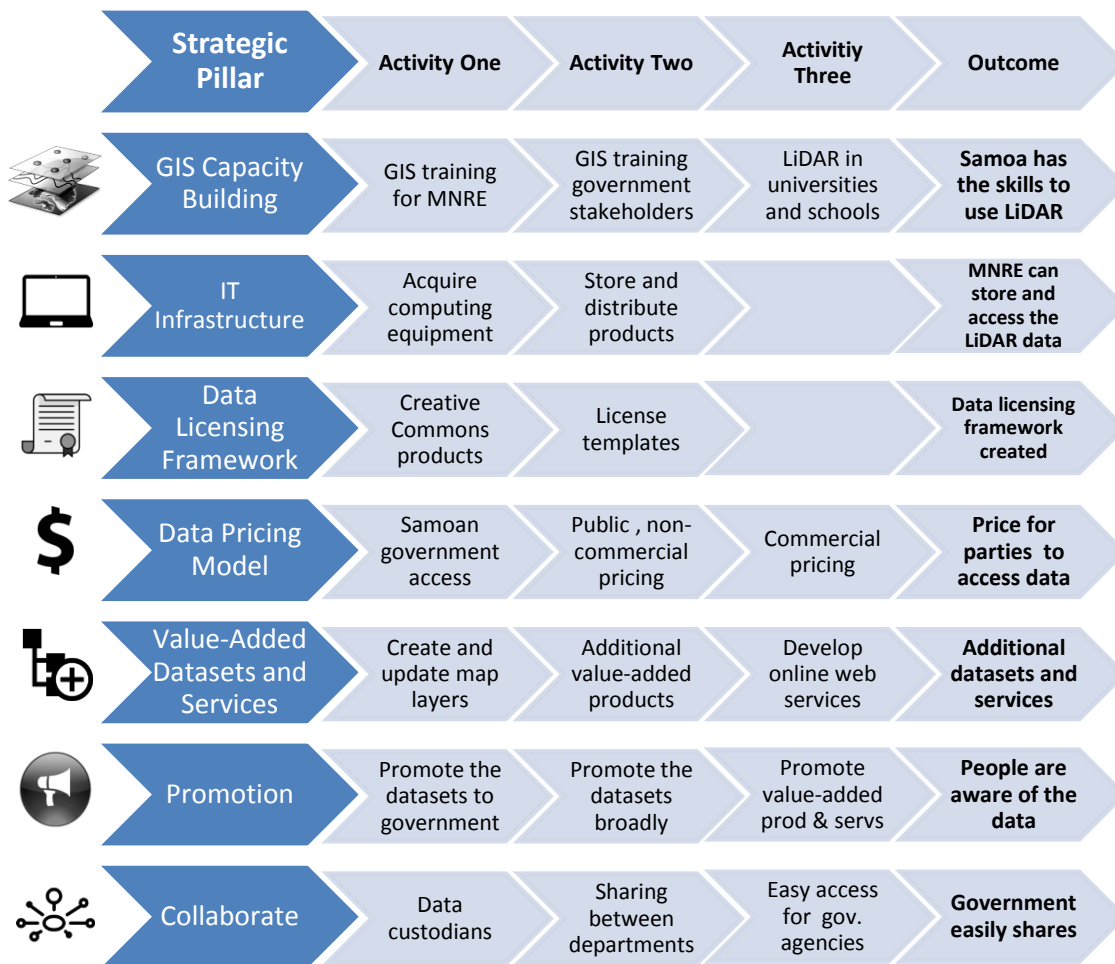 Strategic
Pillar
Activity One
Activity Two
Activitiy
Three
Outcome
GIS Capacity
Building
GIS training
for MNRE
GIS training
government
stakeholders
LiDAR in
universities
and schools
Samoa has
the skills to
use LiDAR
IT
Infrastructure
Acquire
computing
equipment
Store and
distribute
products
MNRE can
store and
access the
LiDAR data
Data
Licensing
Framework
Creative
Commons
products
License
templates
Data licensing
framework
created
$
Data Pricing
Model
Samoan
government
access
Public , non-
commercial
pricing
Commercial
pricing
Price for
parties to
access data
Value-Added
Datasets and
Services
Create and
update map
layers
Additional
value-added
products
Develop
online web
services
Additional
datasets and
services
Promotion
Promote the
datasets to
government
Promote the
datasets
broadly
Promote
value-added
prod & servs
People are
aware of the
data
Collaborate
Data
custodians
Sharing
between
departments
Easy access
for gov.
agencies
Government
easily shares